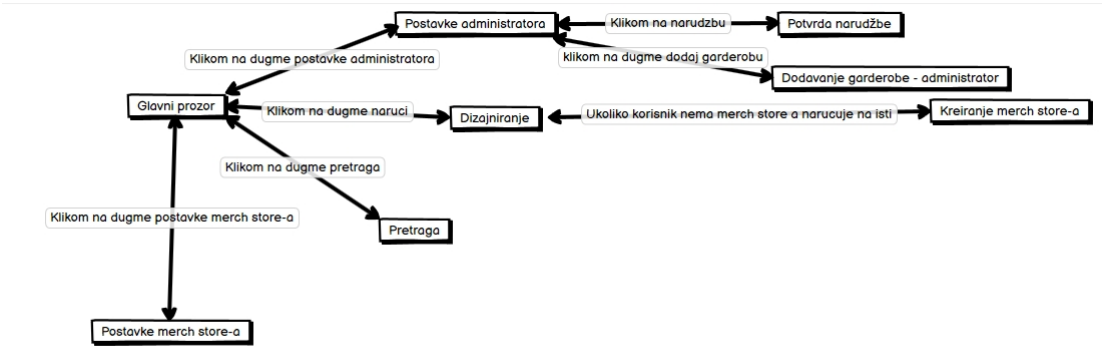 Postavke administratora
Klikom na narudzbu
Potvrda narudžbe
Klikom na dugme postavke administratora
klikom na dugme dodaj garderobu
Dodavanje garderobe - administrator
Glavni prozor
Klikom na dugme naruci
Dizajniranje
Ukoliko korisnik nema merch store a narucuje na isti
Kreiranje merch store-a
Klikom na dugme pretraga
Klikom na dugme postavke merch store-a
Pretraga
Postavke merch store-a